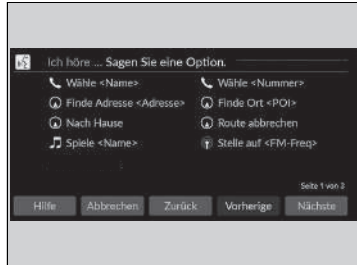 Ich höre ... Sagen Sie eine Option.
Wähle <Name>
Wähle <Nummer>
Finde Adresse <Adresse>
Finde Ort <POI>
Nach Hause
Route abbrechen
Spiele <Name>
Stelle auf <FM-Freq>
Seite 1 von 3
Hilfe
Abbrechen
Zurück
Vorherige
Nächste